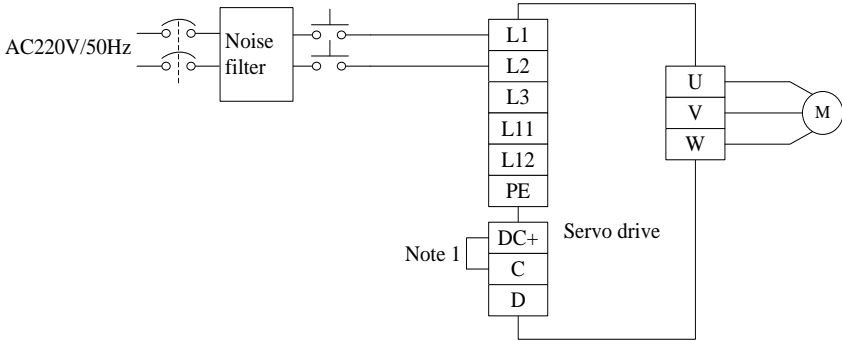 AC220V/50Hz
Noise
filter
L1
L2
L3
L11
L12
PE
DC+
C
D
Note 1
Servo drive
U
V
W
M